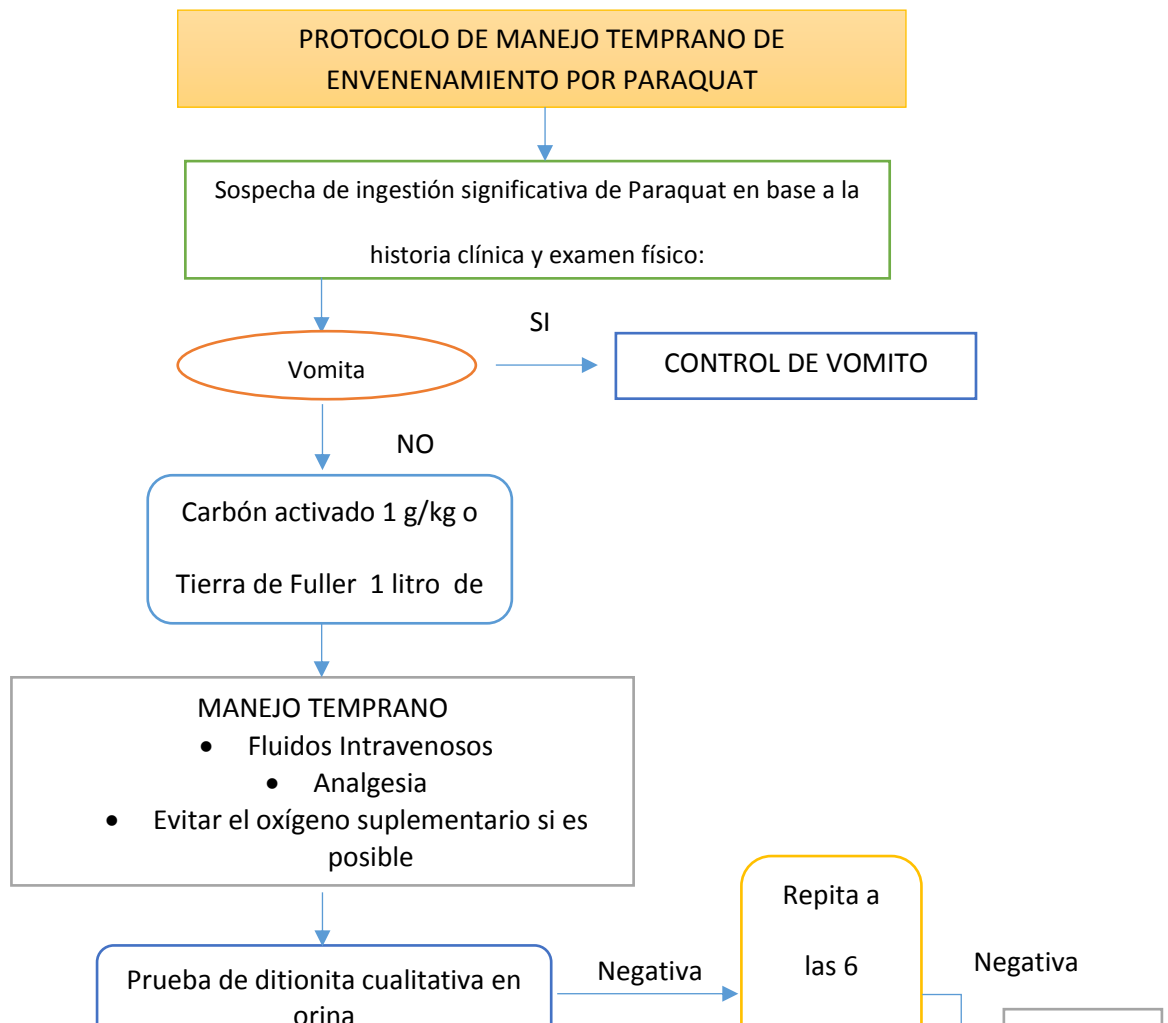 PROTOCOLO DE MANEJO TEMPRANO DE
ENVENENAMIENTO POR PARAQUAT
Sospecha de ingestión significativa de Paraquat en base a la
historia clínica y examen físico:
SI
Vomita
CONTROL DE VOMITO
NO
Carbón activado 1 g/kg o
Tierra de Fuller 1 litro de
MANEJO TEMPRANO
• Fluidos Intravenosos
• Analgesia
• Evitar el oxígeno suplementario si es
posible
Prueba de ditionita cualitativa en
orina
Negativa
Repita a
las 6
Negativa